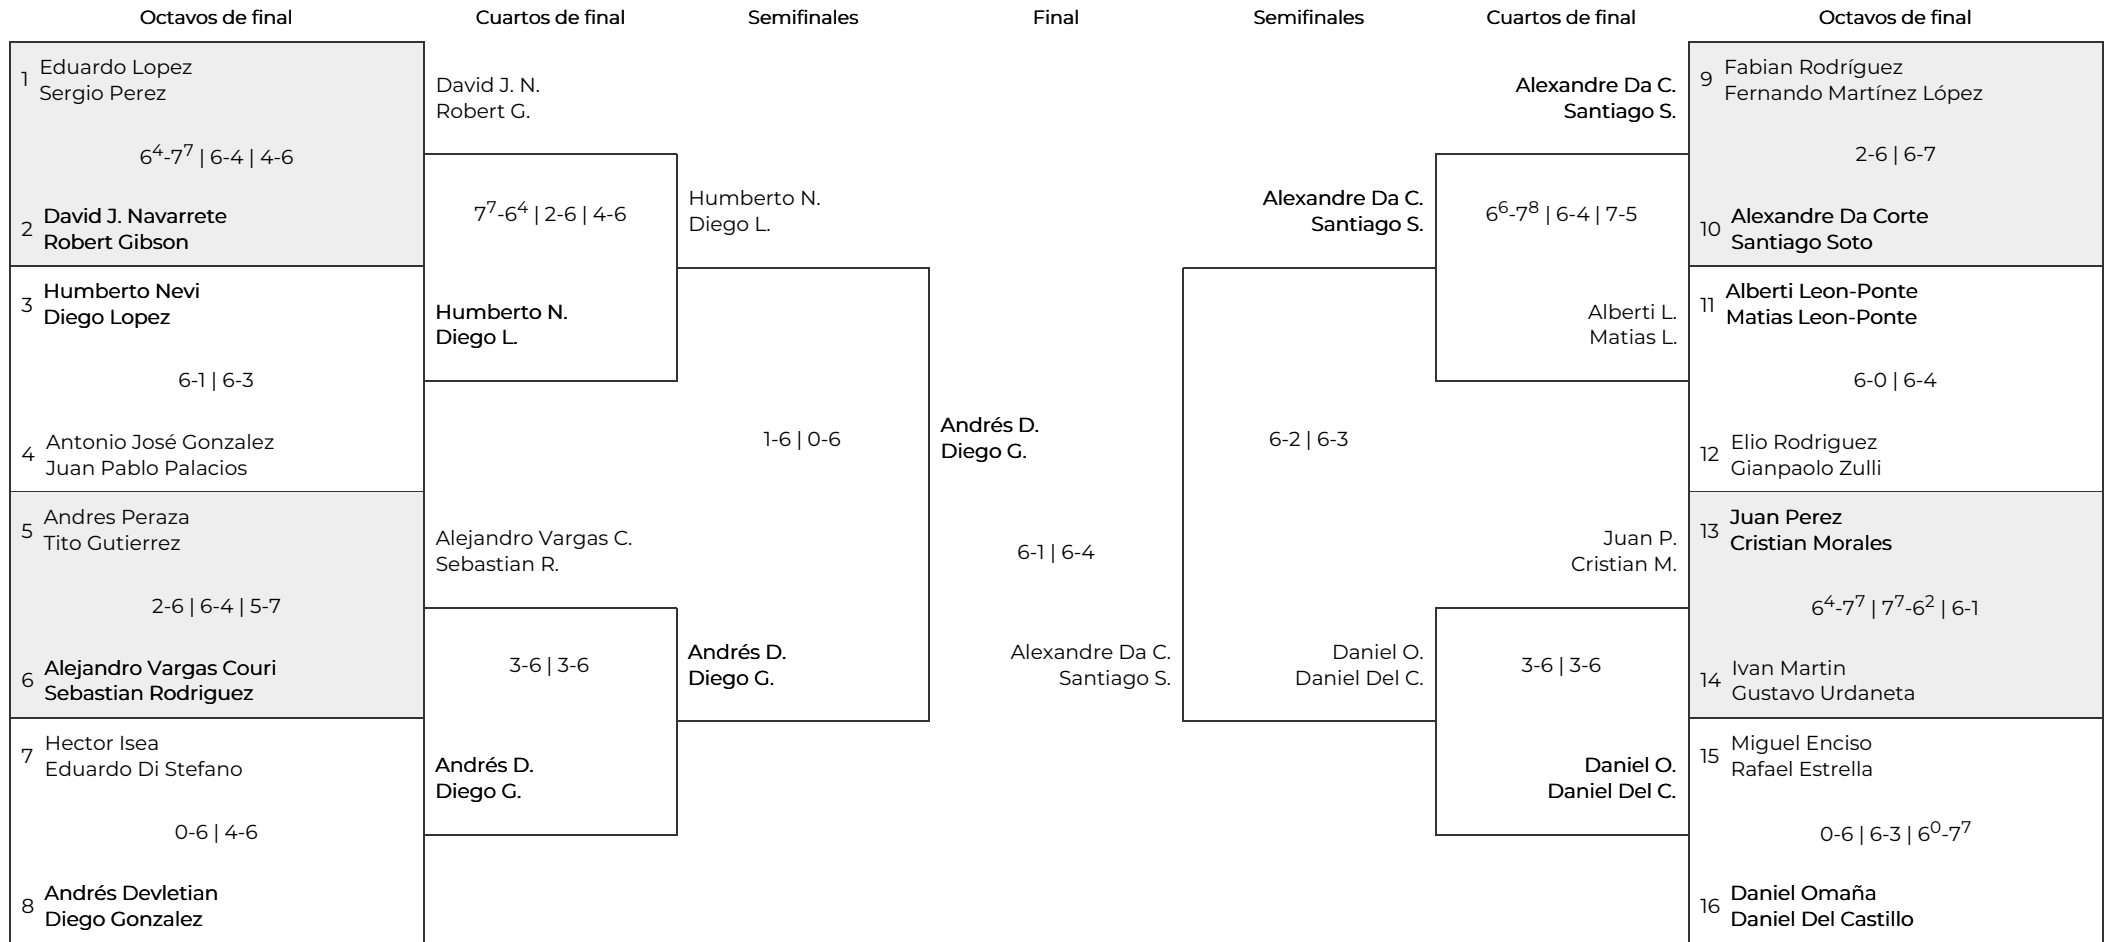 Octavos de final
Cuartos de final
Semifinales
Final
Semifinales
Cuartos de final
Octavos de final
1
Eduardo Lopez
Sergio Perez
6⁴-7⁷ | 6-4 | 4-6
2
David J. Navarrete
Robert Gibson
3
Humberto Nevi
Diego Lopez
6-1 | 6-3
4
Antonio José Gonzalez
Juan Pablo Palacios
5
Andres Peraza
Tito Gutierrez
2-6 | 6-4 | 5-7
6
Alejandro Vargas Couri
Sebastian Rodriguez
7
Hector Isea
Eduardo Di Stefano
0-6 | 4-6
8
Andrés Devletian
Diego Gonzalez
David J. N.
Robert G.
7⁷-6⁴ | 2-6 | 4-6
Humberto N.
Diego L.
Alejandro Vargas C.
Sebastian R.
3-6 | 3-6
Andrés D.
Diego G.
Humberto N.
Diego L.
1-6 | 0-6
Andrés D.
Diego G.
Andrés D.
Diego G.
6-1 | 6-4
Alexandre Da C.
Santiago S.
Alexandre Da C.
Santiago S.
6-2 | 6-3
Daniel O.
Daniel Del C.
Alexandre Da C.
Santiago S.
6⁶-7⁸ | 6-4 | 7-5
Alberti L.
Matias L.
Juan P.
Cristian M.
3-6 | 3-6
Daniel O.
Daniel Del C.
9
Fabian Rodríguez
Fernando Martínez López
2-6 | 6-7
10
Alexandre Da Corte
Santiago Soto
11
Alberti Leon-Ponte
Matias Leon-Ponte
6-0 | 6-4
12
Elio Rodriguez
Gianpaolo Zulli
13
Juan Perez
Cristian Morales
6⁴-7⁷ | 7⁷-6² | 6-1
14
Ivan Martin
Gustavo Urdaneta
15
Miguel Enciso
Rafael Estrella
0-6 | 6-3 | 6⁰-7⁷
16
Daniel Omaña
Daniel Del Castillo